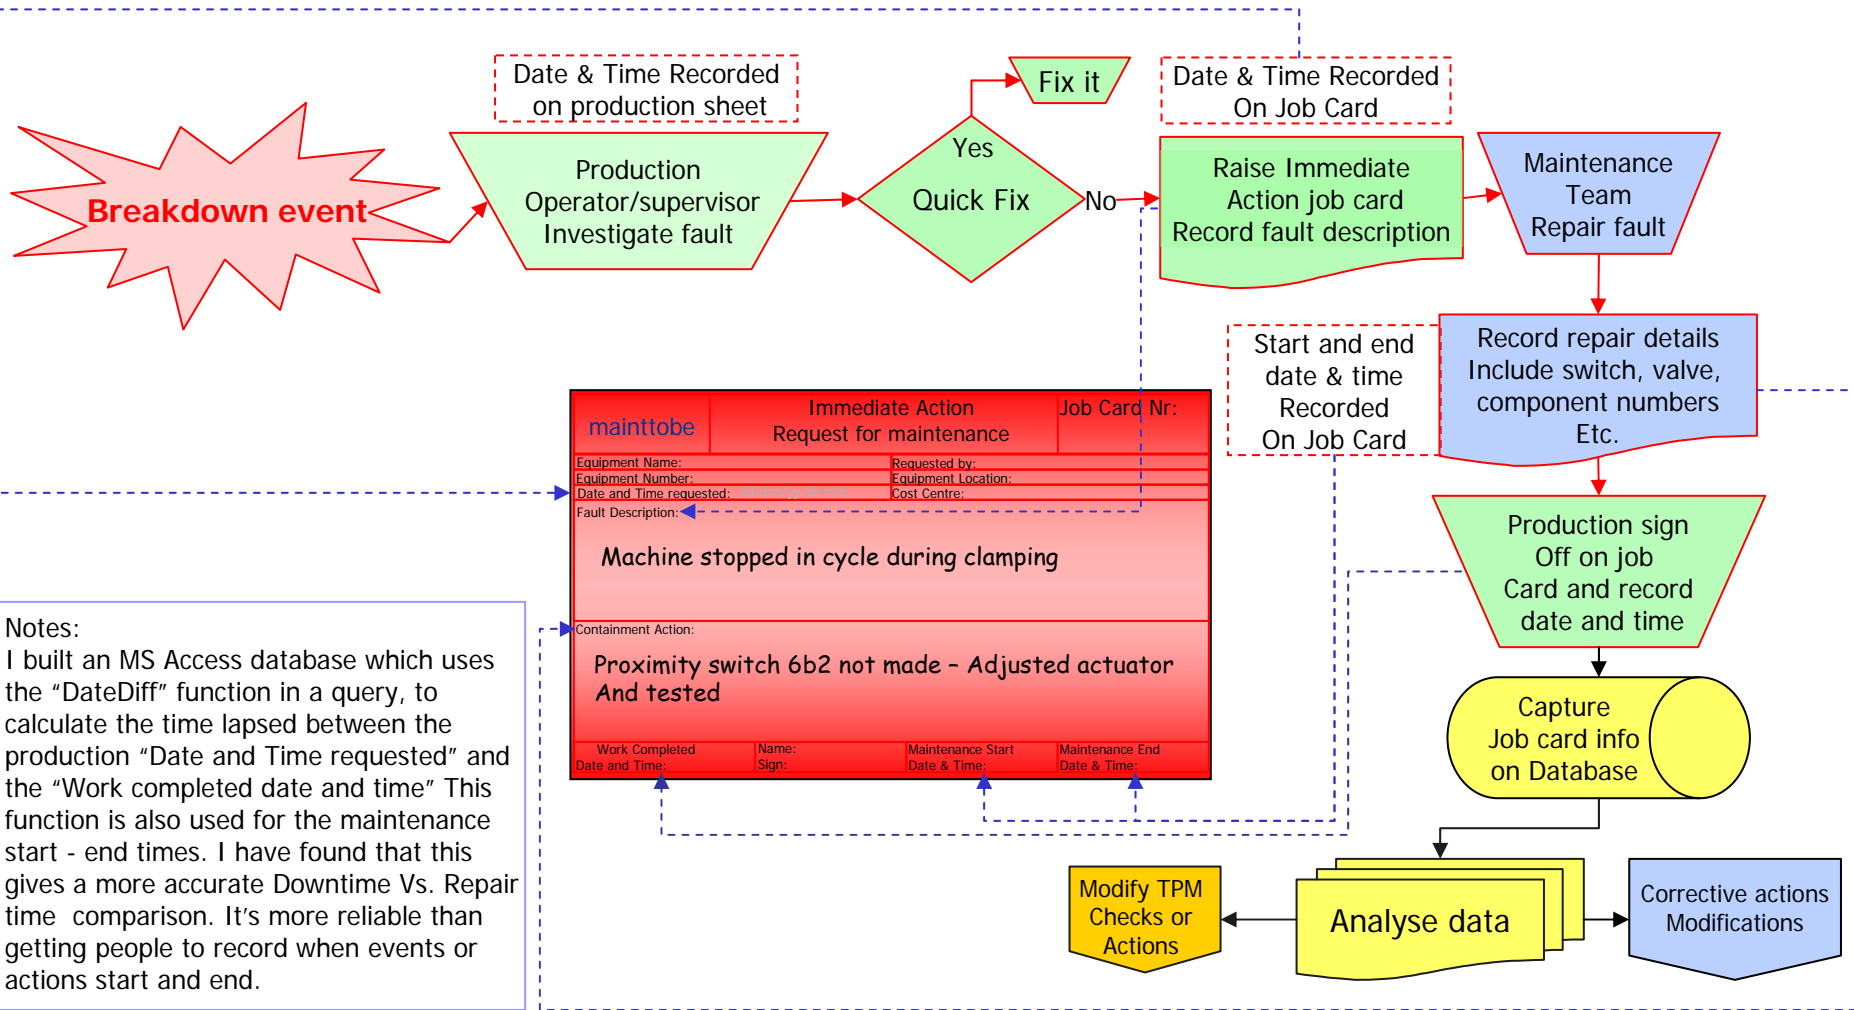 Date & Time Recorded
on production sheet
Fix it
Date & Time Recorded
On Job Card
Breakdown event
Production
Operator/supervisor
Investigate fault
Yes
Quick Fix
No
Raise Immediate
Action job card
Record fault description
Maintenance
Team
Repair fault
Start and end
date & time
Recorded
On Job Card
Record repair details
Include switch, valve,
component numbers
Etc.
mainttobe
Immediate Action
Request for maintenance
Job Card Nr:
Equipment Name:
Requested by:
Equipment Number:
Equipment Location:
Date and Time requested:
Cost Centre:
Fault Description:
Machine stopped in cycle during clamping
Containment Action:
Proximity switch 6b2 not made – Adjusted actuator
And tested
Work Completed
Date and Time:
Name:
Sign:
Maintenance Start
Date & Time:
Maintenance End
Date & Time:
Production sign
Off on job
Card and record
date and time
Capture
Job card info
on Database
Analyse data
Modify TPM
Checks or
Actions
Corrective actions
Modifications
Notes:
I built an MS Access database which uses
the “DateDiff” function in a query, to
calculate the time lapsed between the
production “Date and Time requested” and
the “Work completed date and time” This
function is also used for the maintenance
start - end times. I have found that this
gives a more accurate Downtime Vs. Repair
time comparison. It’s more reliable than
getting people to record when events or
actions start and end.